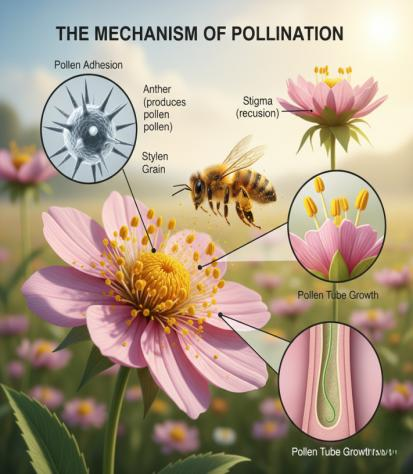 THE MECHANISM OF POLLINATION
Pollen Adhesion
Anther
(produces
pollen
pollen)
Stylen
Grain
Stigma
(recusion)
Pollen Tube Growth
Pollen Tube